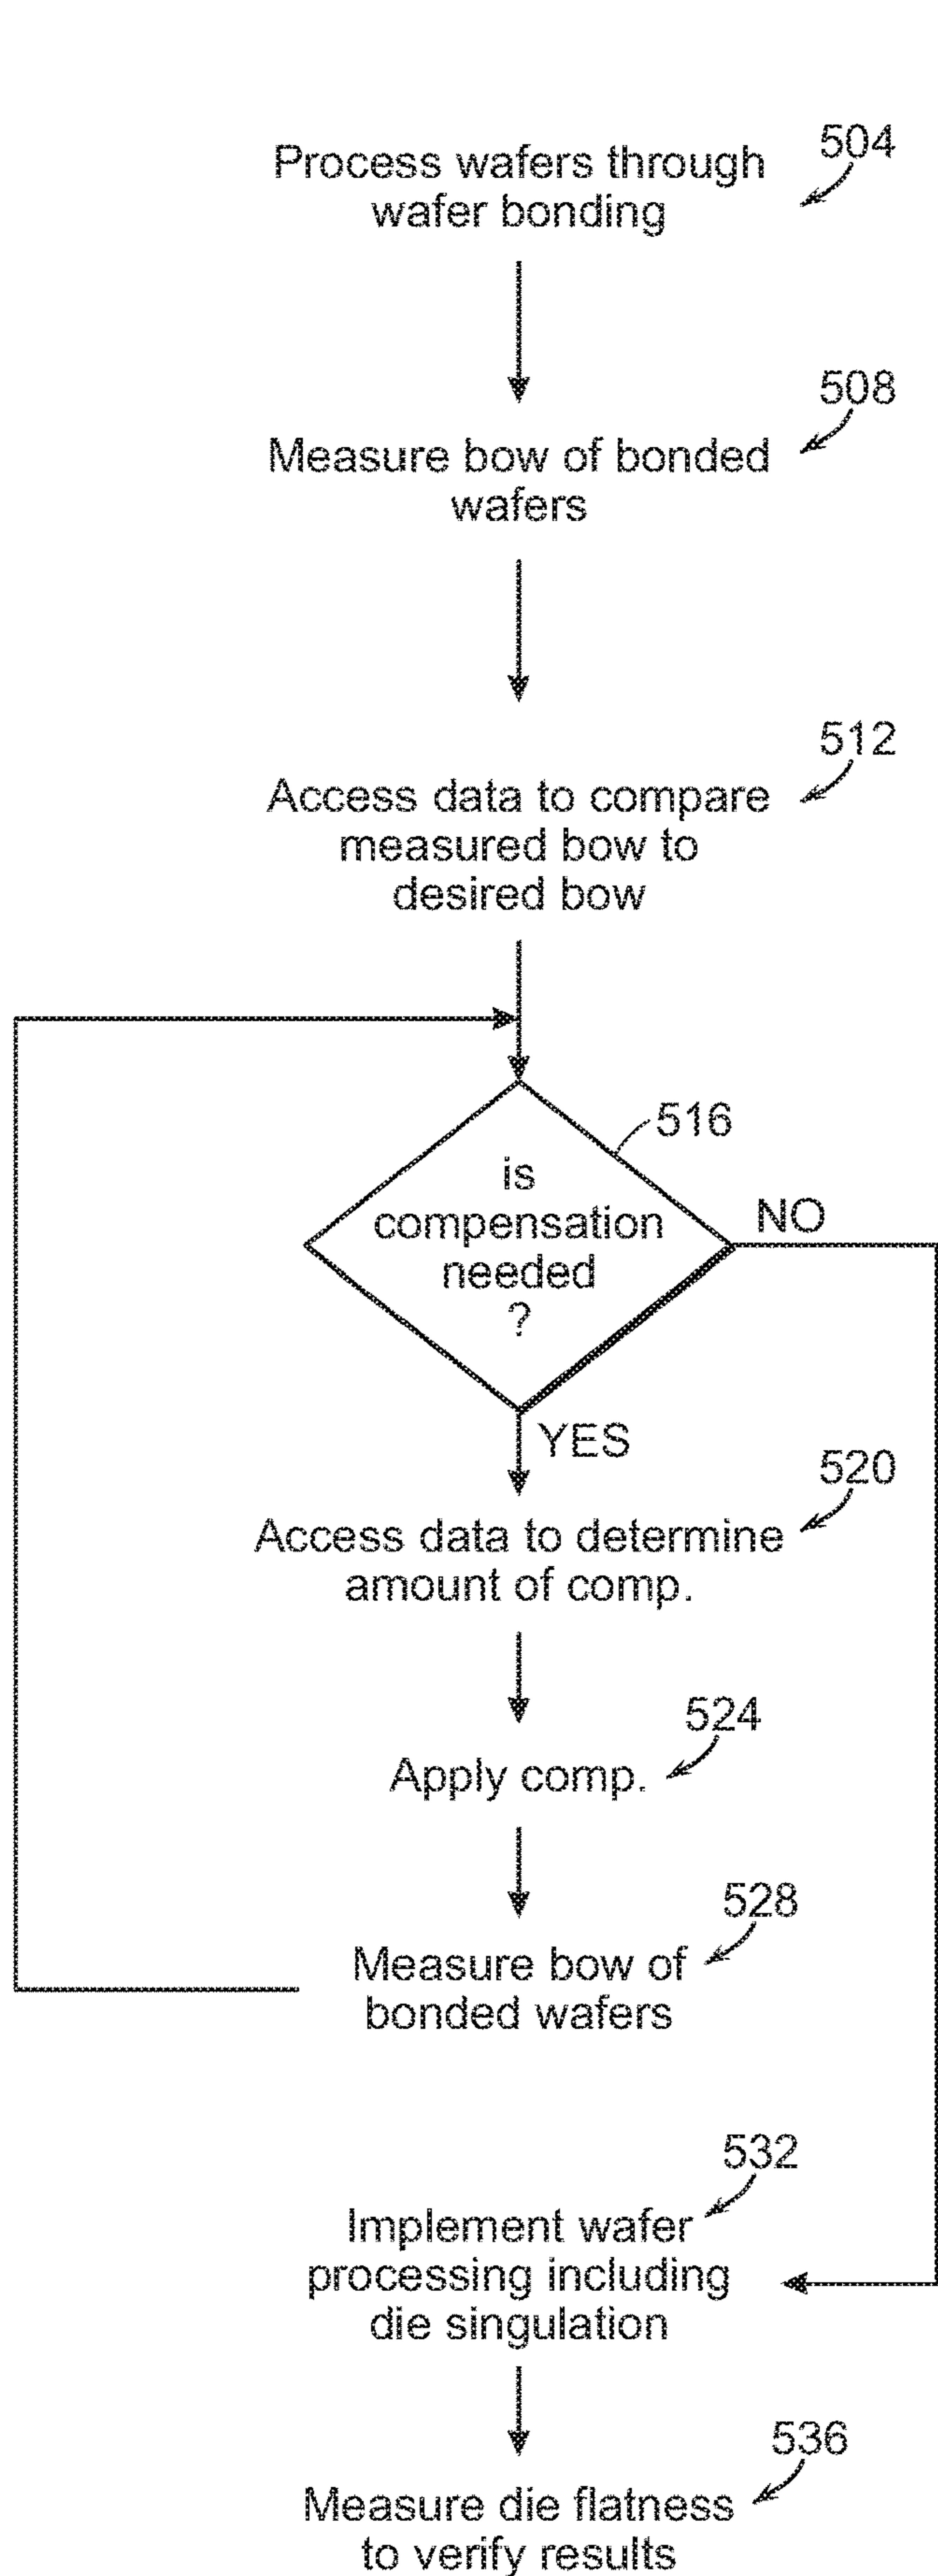 504
Process wafers through
wafer bonding
508
Measure bow of bonded
wafers
512
Access data to compare
measured bow to
desired bow
516
is
compensation
needed
?
NO
YES
520
Access data to determine
amount of comp.
524
Apply comp.
528
Measure bow of
bonded wafers
532
Implement wafer
processing including
die singulation
536
Measure die flatness
to verify results